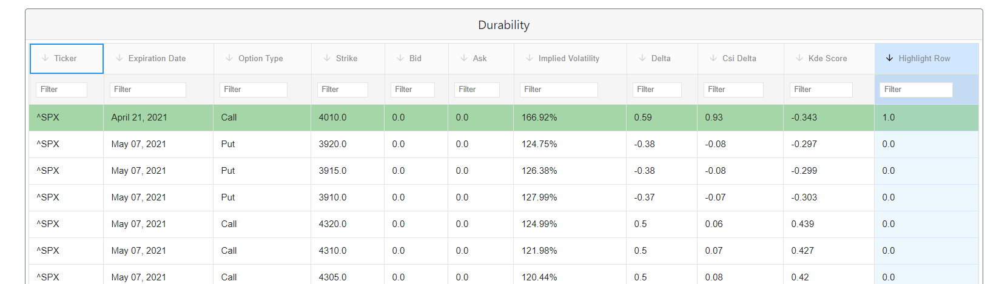 Durability
Ticker Expiration Date Option Type Strike Bid Ask Implied Volatility Delta Csi Delta Kde Score Highlight Row
Filter Filter Filter Filter Filter Filter Filter Filter Filter Filter Filter
^SPX April 21, 2021 Call 4010.0 0.0 0.0 166.92% 0.59 0.93 -0.343 1.0
^SPX May 07, 2021 Put 3920.0 0.0 0.0 124.75% -0.38 -0.08 -0.297 0.0
^SPX May 07, 2021 Put 3915.0 0.0 0.0 126.38% -0.38 -0.08 -0.299 0.0
^SPX May 07, 2021 Put 3910.0 0.0 0.0 127.99% -0.37 -0.07 -0.303 0.0
^SPX May 07, 2021 Call 4320.0 0.0 0.0 124.99% 0.5 0.06 0.439 0.0
^SPX May 07, 2021 Call 4310.0 0.0 0.0 121.98% 0.5 0.07 0.427 0.0
^SPX May 07, 2021 Call 4305.0 0.0 0.0 120.44% 0.5 0.08 0.42 0.0